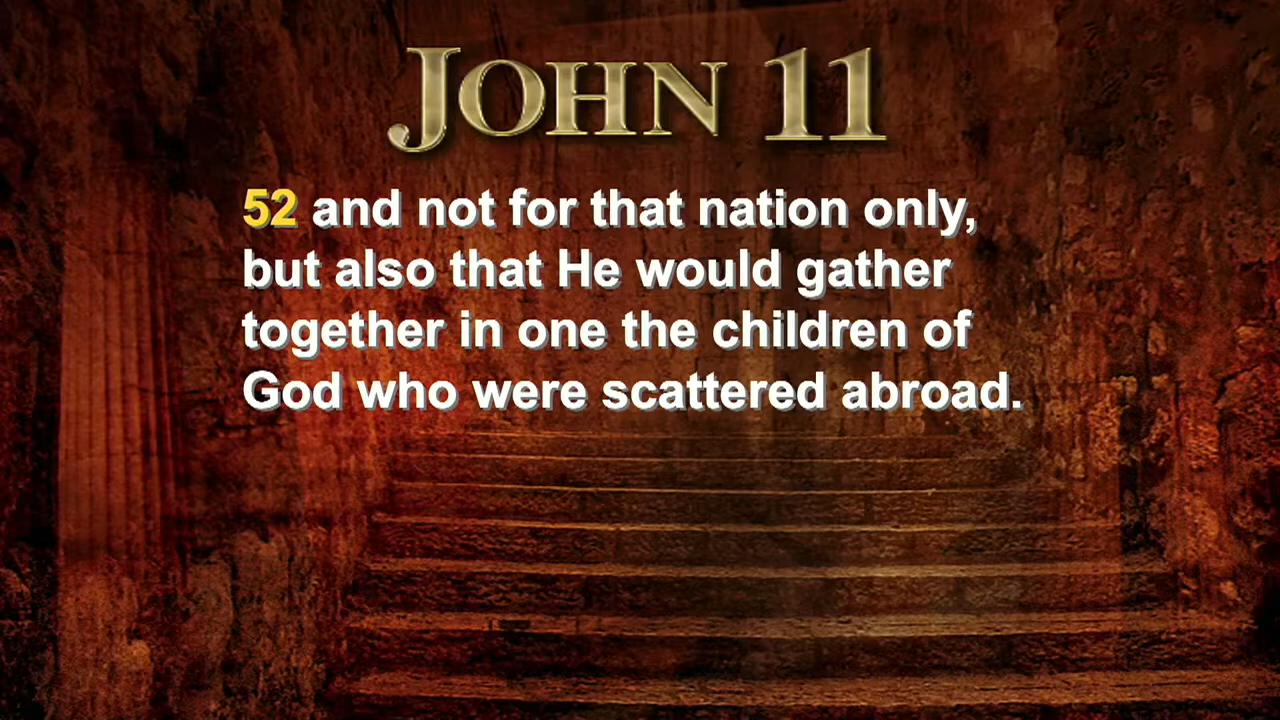 JOHN 11
52 and not for that nation only,
but also that He would gather
together in one the children of
God who were scattered abroad.